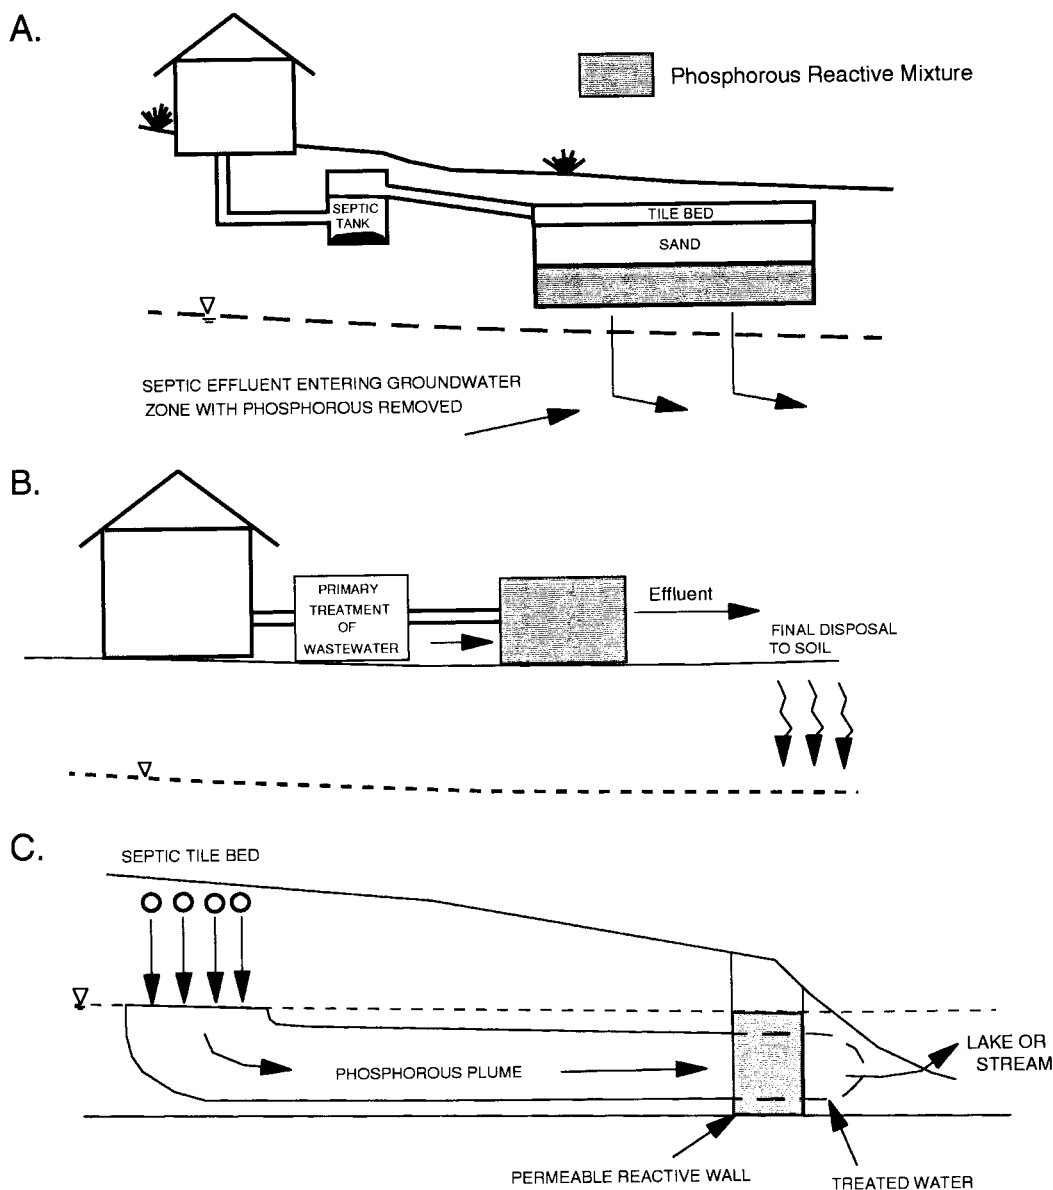 A.
Phosphorous Reactive Mixture
SEPTIC
TANK
TILE BED
SAND
SEPTIC EFFLUENT ENTERING GROUNDWATER
ZONE WITH PHOSPHOROUS REMOVED
B.
PRIMARY
TREATMENT
OF
WASTEWATER
Effluent
FINAL DISPOSAL
TO SOIL
C.
SEPTIC TILE BED
PHOSPHOROUS PLUME
LAKE OR
STREAM
PERMEABLE REACTIVE WALL
TREATED WATER